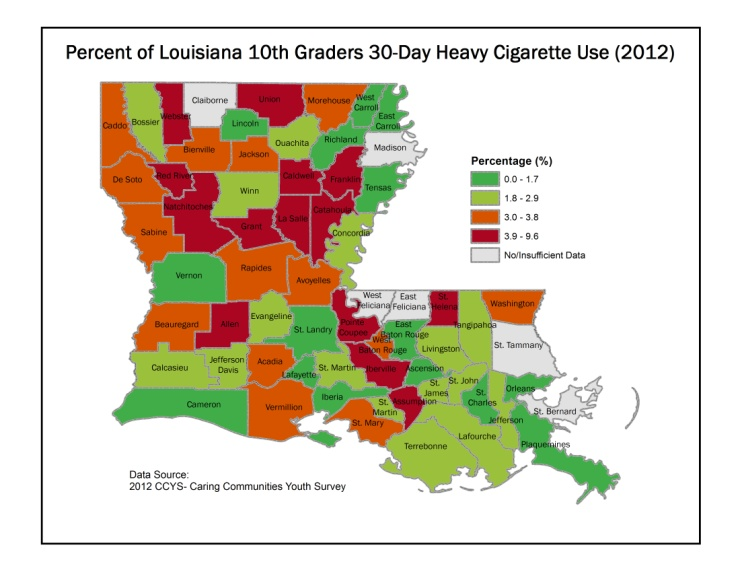 Percent of Louisiana 10th Graders 30-Day Heavy Cigarette Use (2012)
Caddo
Bossier
Webster
Claiborne
Lincoln
Union
Morehouse
West
Carroll
East
Carroll
Ouachita
Richland
Madison
Bienville
Jackson
De Soto
Red River
Winn
Caldwell
Franklin
Tensas
Natchitoches
Sabine
Grant
La Salle
Catahoula
Concordia
Vernon
Rapides
Avoyelles
Beauregard
Allen
Evangeline
St. Landry
Pointe
Coupee
West
Feliciana
East
Feliciana
St.
Helena
Tangipahoa
Washington
East
Baton Rouge
West
Baton Rouge
Livingston
St. Tammany
Calcasieu
Jefferson
Davis
Acadia
Lafayette
St. Martin
Iberville
Ascension
St.
James
St. John
St.
Charles
Orleans
Cameron
Vermillion
Iberia
St.
Martin
St. Mary
Assumption
Terrebonne
Lafourche
Jefferson
St. Bernard
Plaquemines
Percentage (%)
0.0 - 1.7
1.8 - 2.9
3.0 - 3.8
3.9 - 9.6
No/Insufficient Data
Data Source:
2012 CCYS- Caring Communities Youth Survey